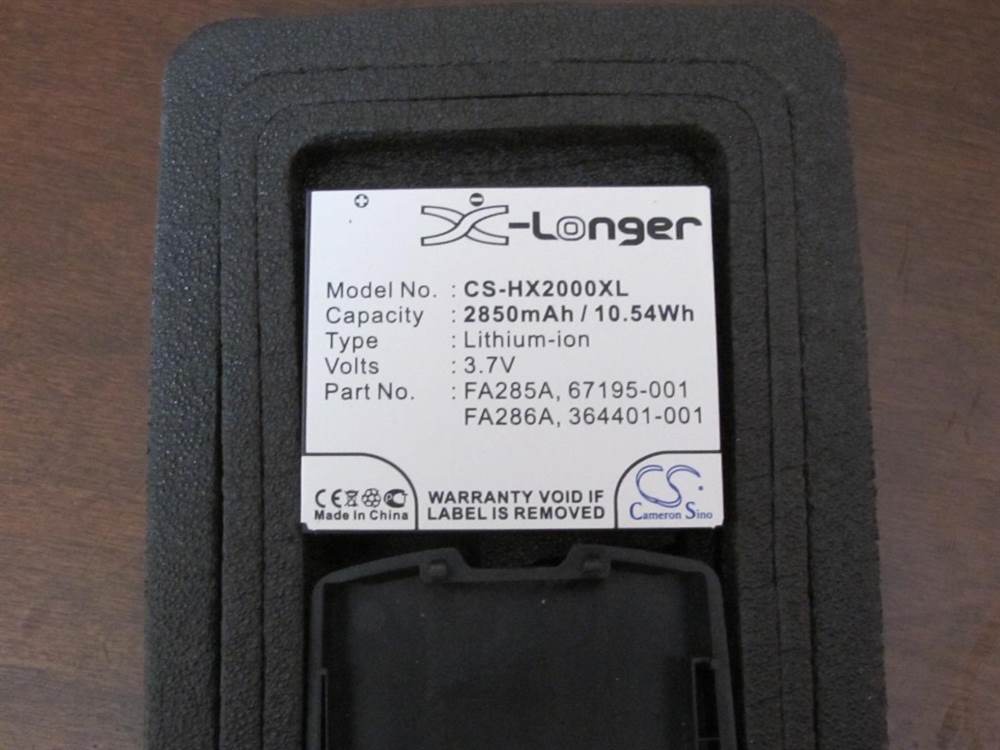 X-Longer
Model No. : CS-HX2000XL
Capacity : 2850mAh / 10.54Wh
Type : Lithium-ion
Volts : 3.7V
Part No. : FA285A, 67195-001
FA286A, 364401-001
CE
Made in China
WARRANTY VOID IF
LABEL IS REMOVED
CS
Cameron Sino